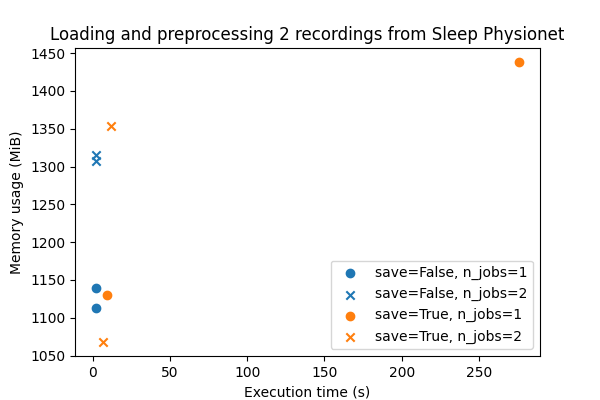 Loading and preprocessing 2 recordings from Sleep Physionet
1450
1400
1350
1300
1250
1200
1150
1100
1050
Memory usage (MiB)
save=False, n_jobs=1
save=False, n_jobs=2
save=True, n_jobs=1
save=True, n_jobs=2
0 50 100 150 200 250
Execution time (s)